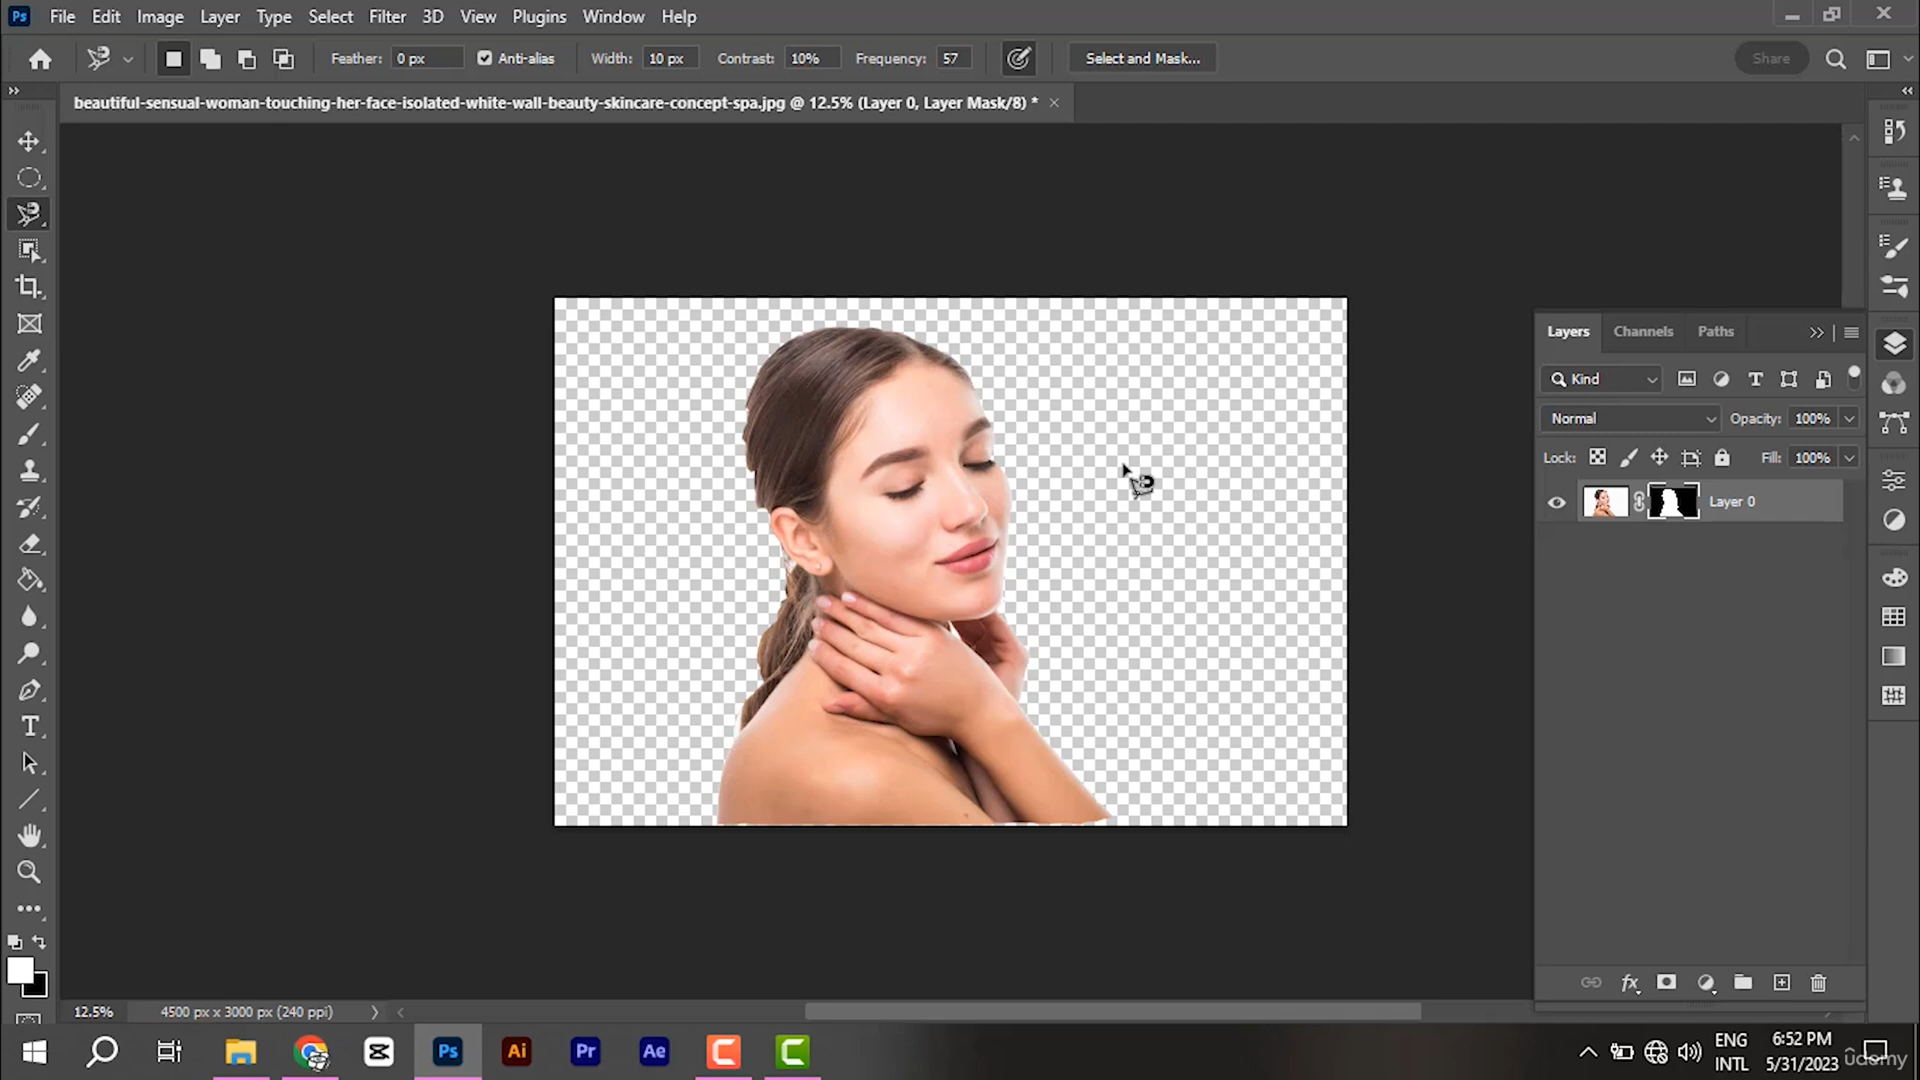 Ps File Edit Image Layer Type Select Filter 3D View Plugins Window Help
Feather: 0 px Anti-alias Width: 10 px Contrast: 10% Frequency: 57 Select and Mask... Share
beautiful-sensual-woman-touching-her-face-isolated-white-wall-beauty-skincare-concept-spa.jpg @ 12.5% (Layer 0, Layer Mask/8) *
Layers Channels Paths
Kind
Normal Opacity: 100%
Lock: Fill: 100%
Layer 0
12.5% 4500 px x 3000 px (240 ppi)
Ps Ai Pr Ae
ENG 6:52 PM
INTL 5/31/2023
udemy